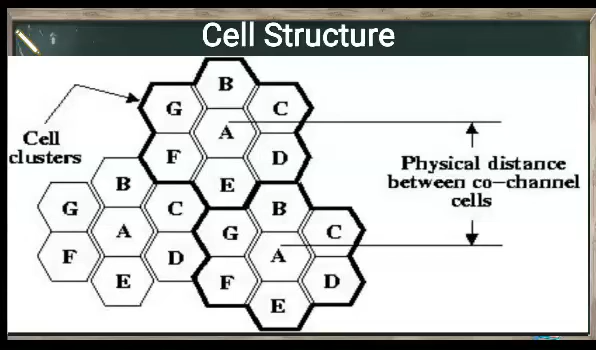 Cell Structure
B
G
C
A
Cell
clusters
F
D
Physical distance
between co-channel
cells
B
E
G
C
B
A
G
C
F
D
A
E
F
D
E